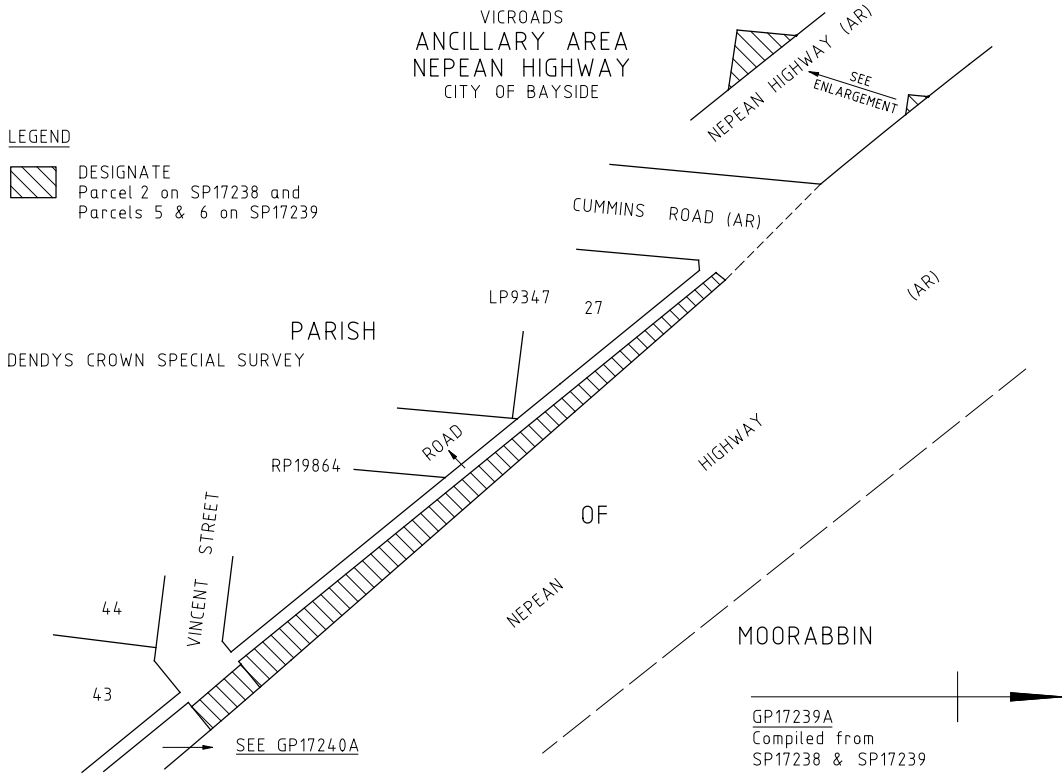 VICROADS
ANCILLARY AREA
NEPEAN HIGHWAY
CITY OF BAYSIDE
LEGEND
DESIGNATE
Parcel 2 on SP17238 and
Parcels 5 & 6 on SP17239
NEPEAN HIGHWAY (AR)
SEE
ENLARGEMENT
CUMMINS ROAD (AR)
(AR)
LP9347
27
PARISH
DENDYS CROWN SPECIAL SURVEY
ROAD
HIGHWAY
RP19864
OF
VINCENT STREET
NEPEAN
44
MOORABBIN
43
GP17239A
Compiled from
SP17238 & SP17239
SEE GP17240A